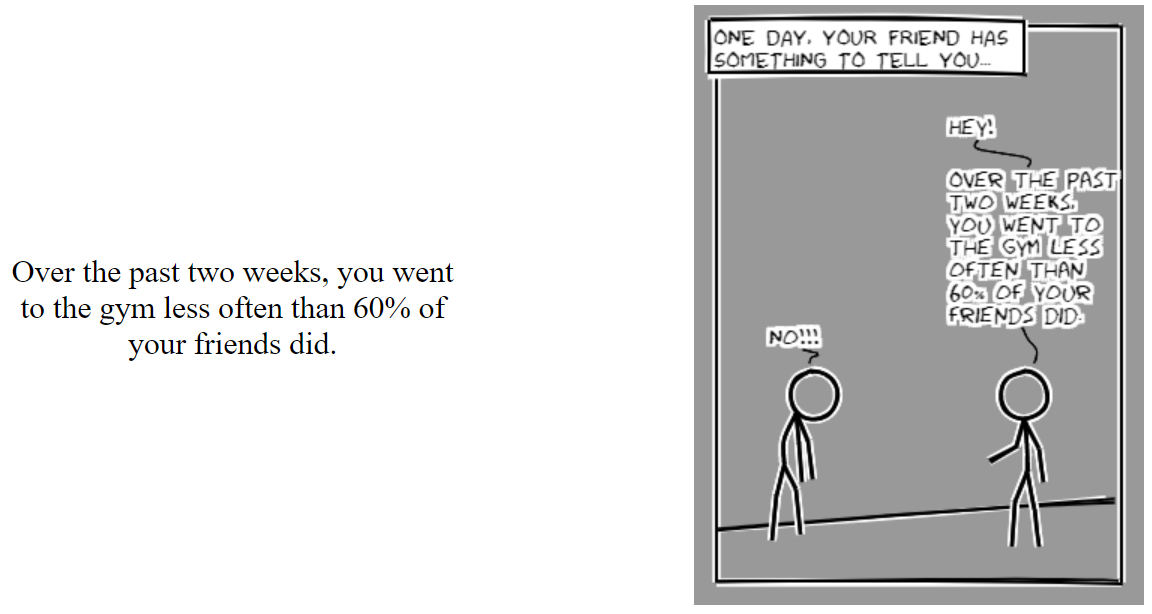 Over the past two weeks, you went
to the gym less often than 60% of
your friends did.
ONE DAY, YOUR FRIEND HAS
SOMETHING TO TELL YOU...
HEY!
OVER THE PAST
TWO WEEKS,
YOU WENT TO
THE GYM LESS
OFTEN THAN
60% OF YOUR
FRIENDS DID.
NO!!!